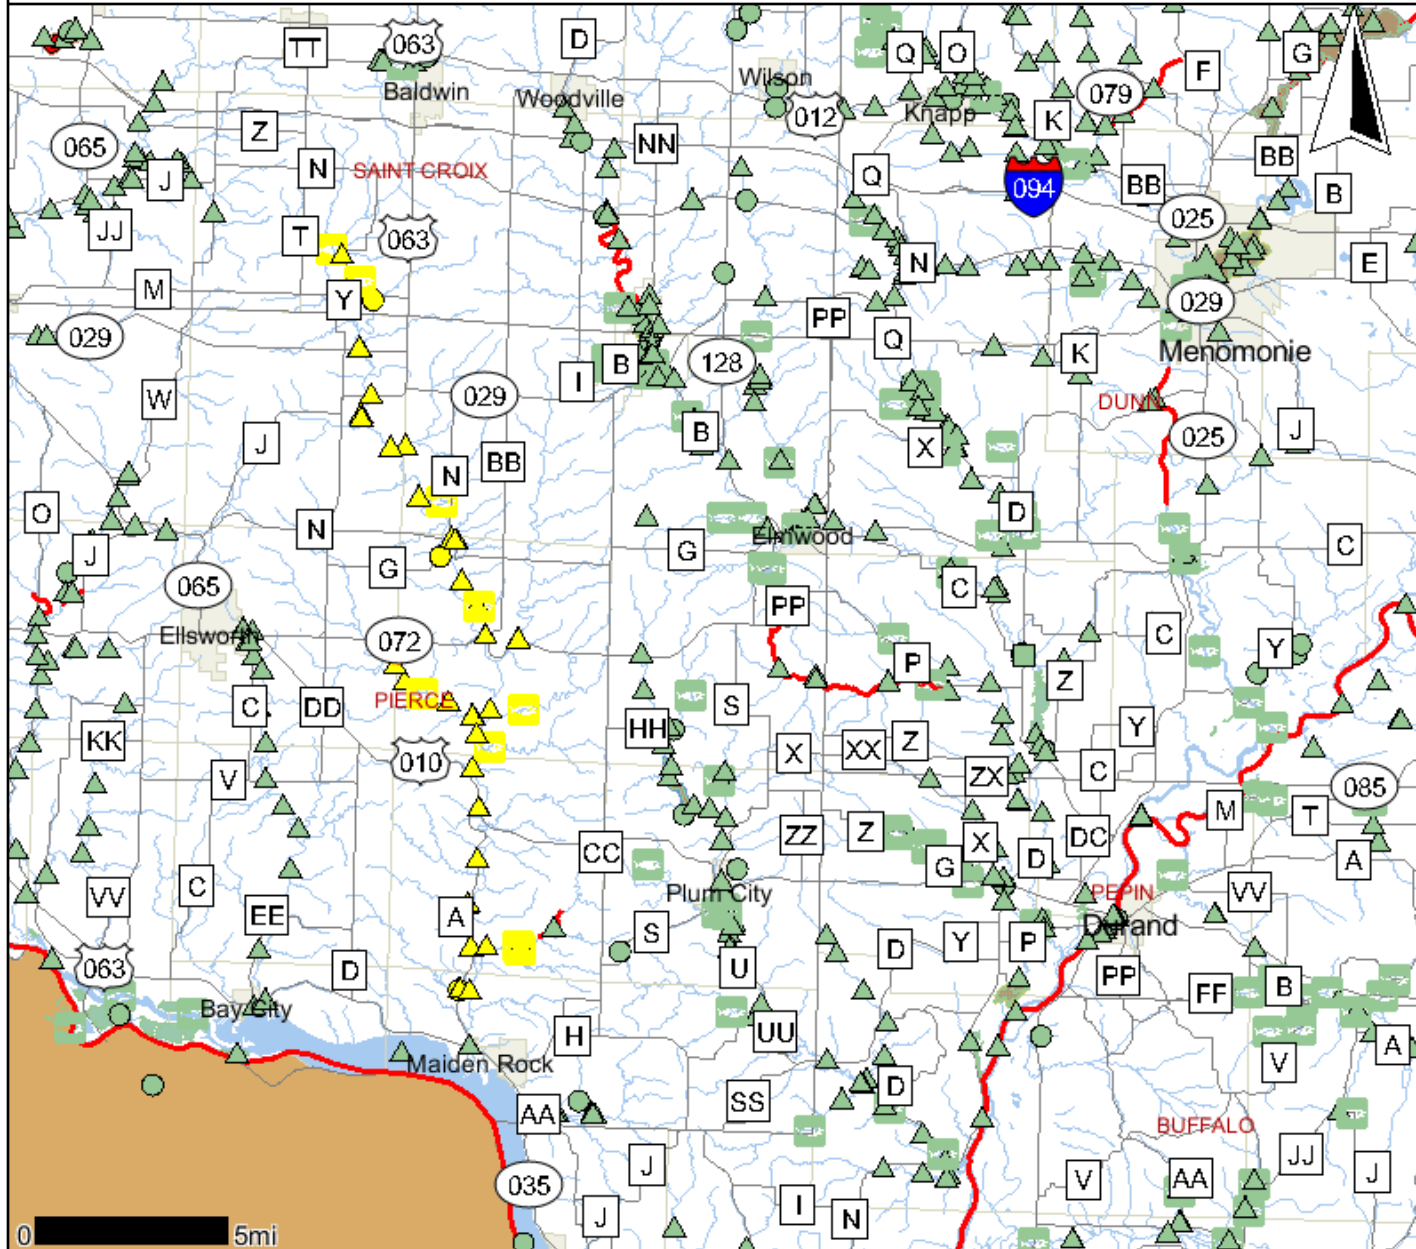 TT
063
D
Q
O
G
F
Baldwin
Wilson
Woodville
079
012
Knapp
K
Z
065
NN
BB
N
SAINT CROIX
J
Q
094
BB
B
025
JJ
T
063
N
E
M
Y
029
PP
029
Q
K
Menomonie
B
128
I
W
029
DUNN
J
B
X
025
J
BB
N
O
D
N
Elmwood
G
C
J
G
C
065
PP
Ellsworth
072
C
Y
P
Z
PIERCE
C
DD
S
HH
Y
KK
X
XX
Z
010
V
ZX
C
085
M
T
ZZ
Z
X
DC
CC
D
A
G
C
VV
Plum City
PEPIN
VV
EE
A
S
Durand
D
Y
P
063
D
U
PP
FF
B
Bay City
H
UU
A
Maiden Rock
V
D
SS
AA
BUFFALO
J
JJ
J
035
V
AA
I
N
J
0
5mi